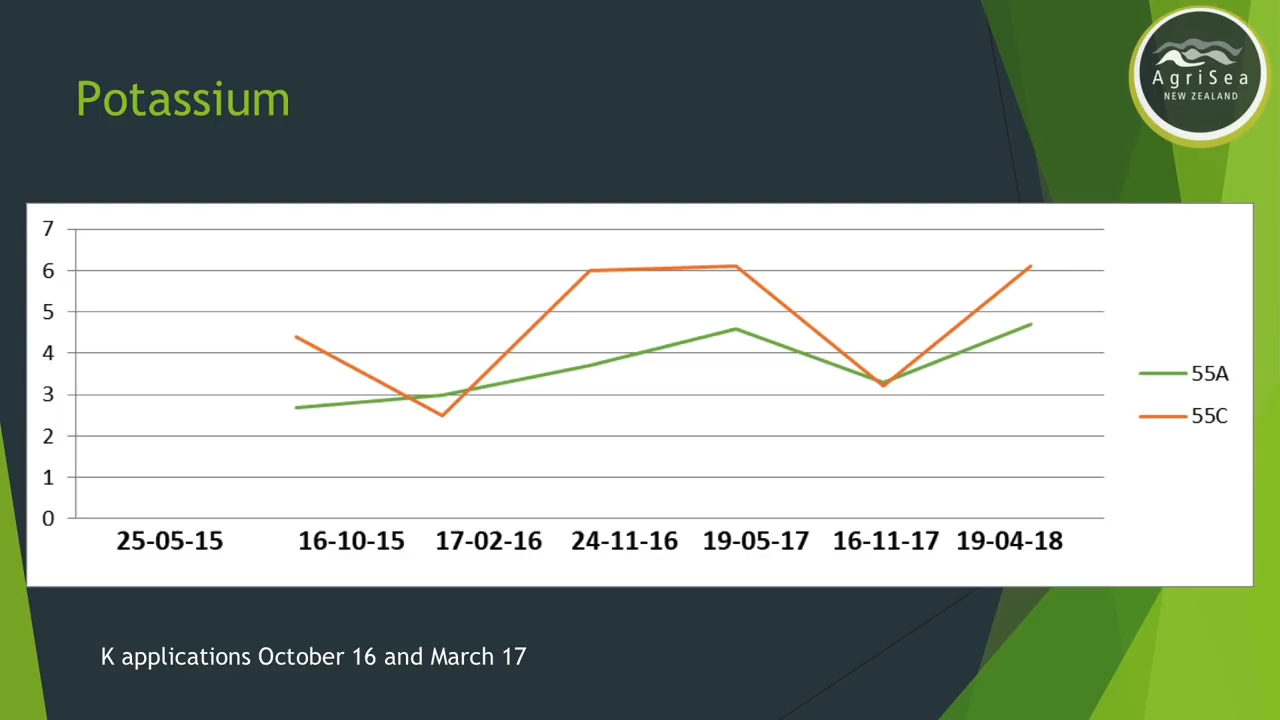 Potassium
AgriSea
NEW ZEALAND
7
6
5
4
3
2
1
0
55A
55C
25-05-15 16-10-15 17-02-16 24-11-16 19-05-17 16-11-17 19-04-18
K applications October 16 and March 17